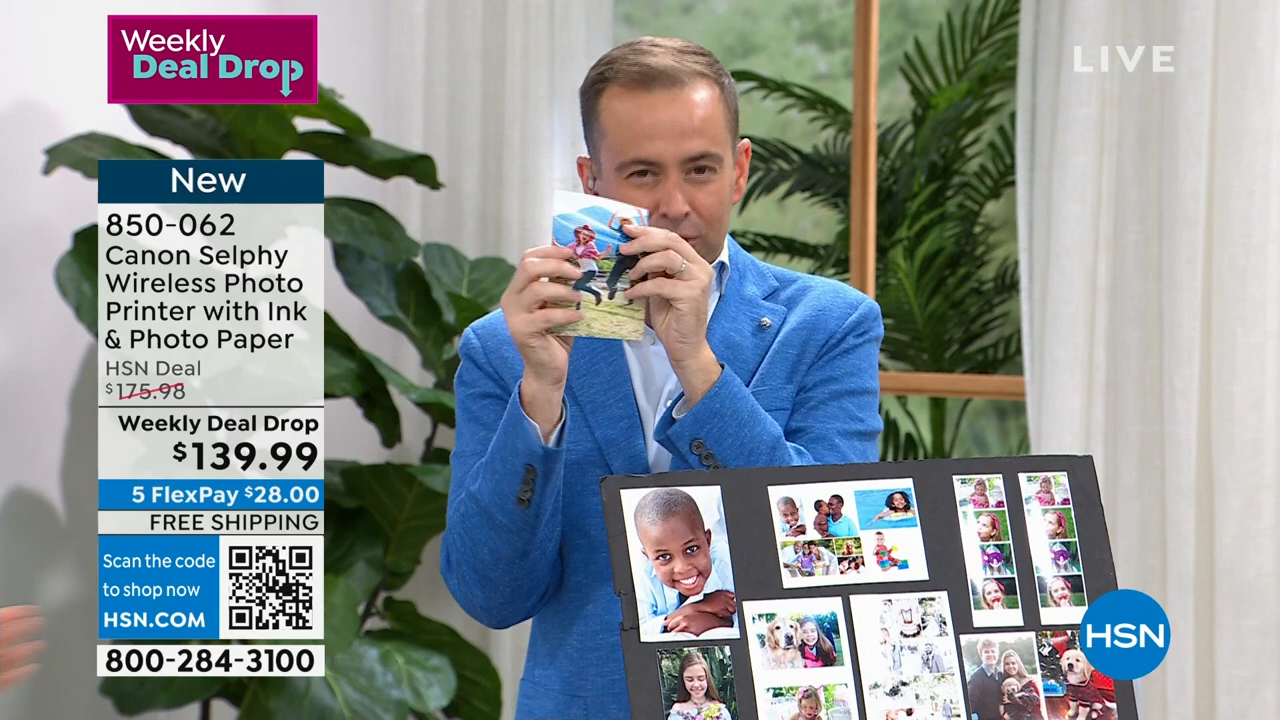 Weekly
Deal Drop
LIVE
New
850-062
Canon Selphy
Wireless Photo
Printer with Ink
& Photo Paper
HSN Deal
$175.98
Weekly Deal Drop
$139.99
5 FlexPay $28.00
FREE SHIPPING
Scan the code
to shop now
HSN.COM
800-284-3100
HSN